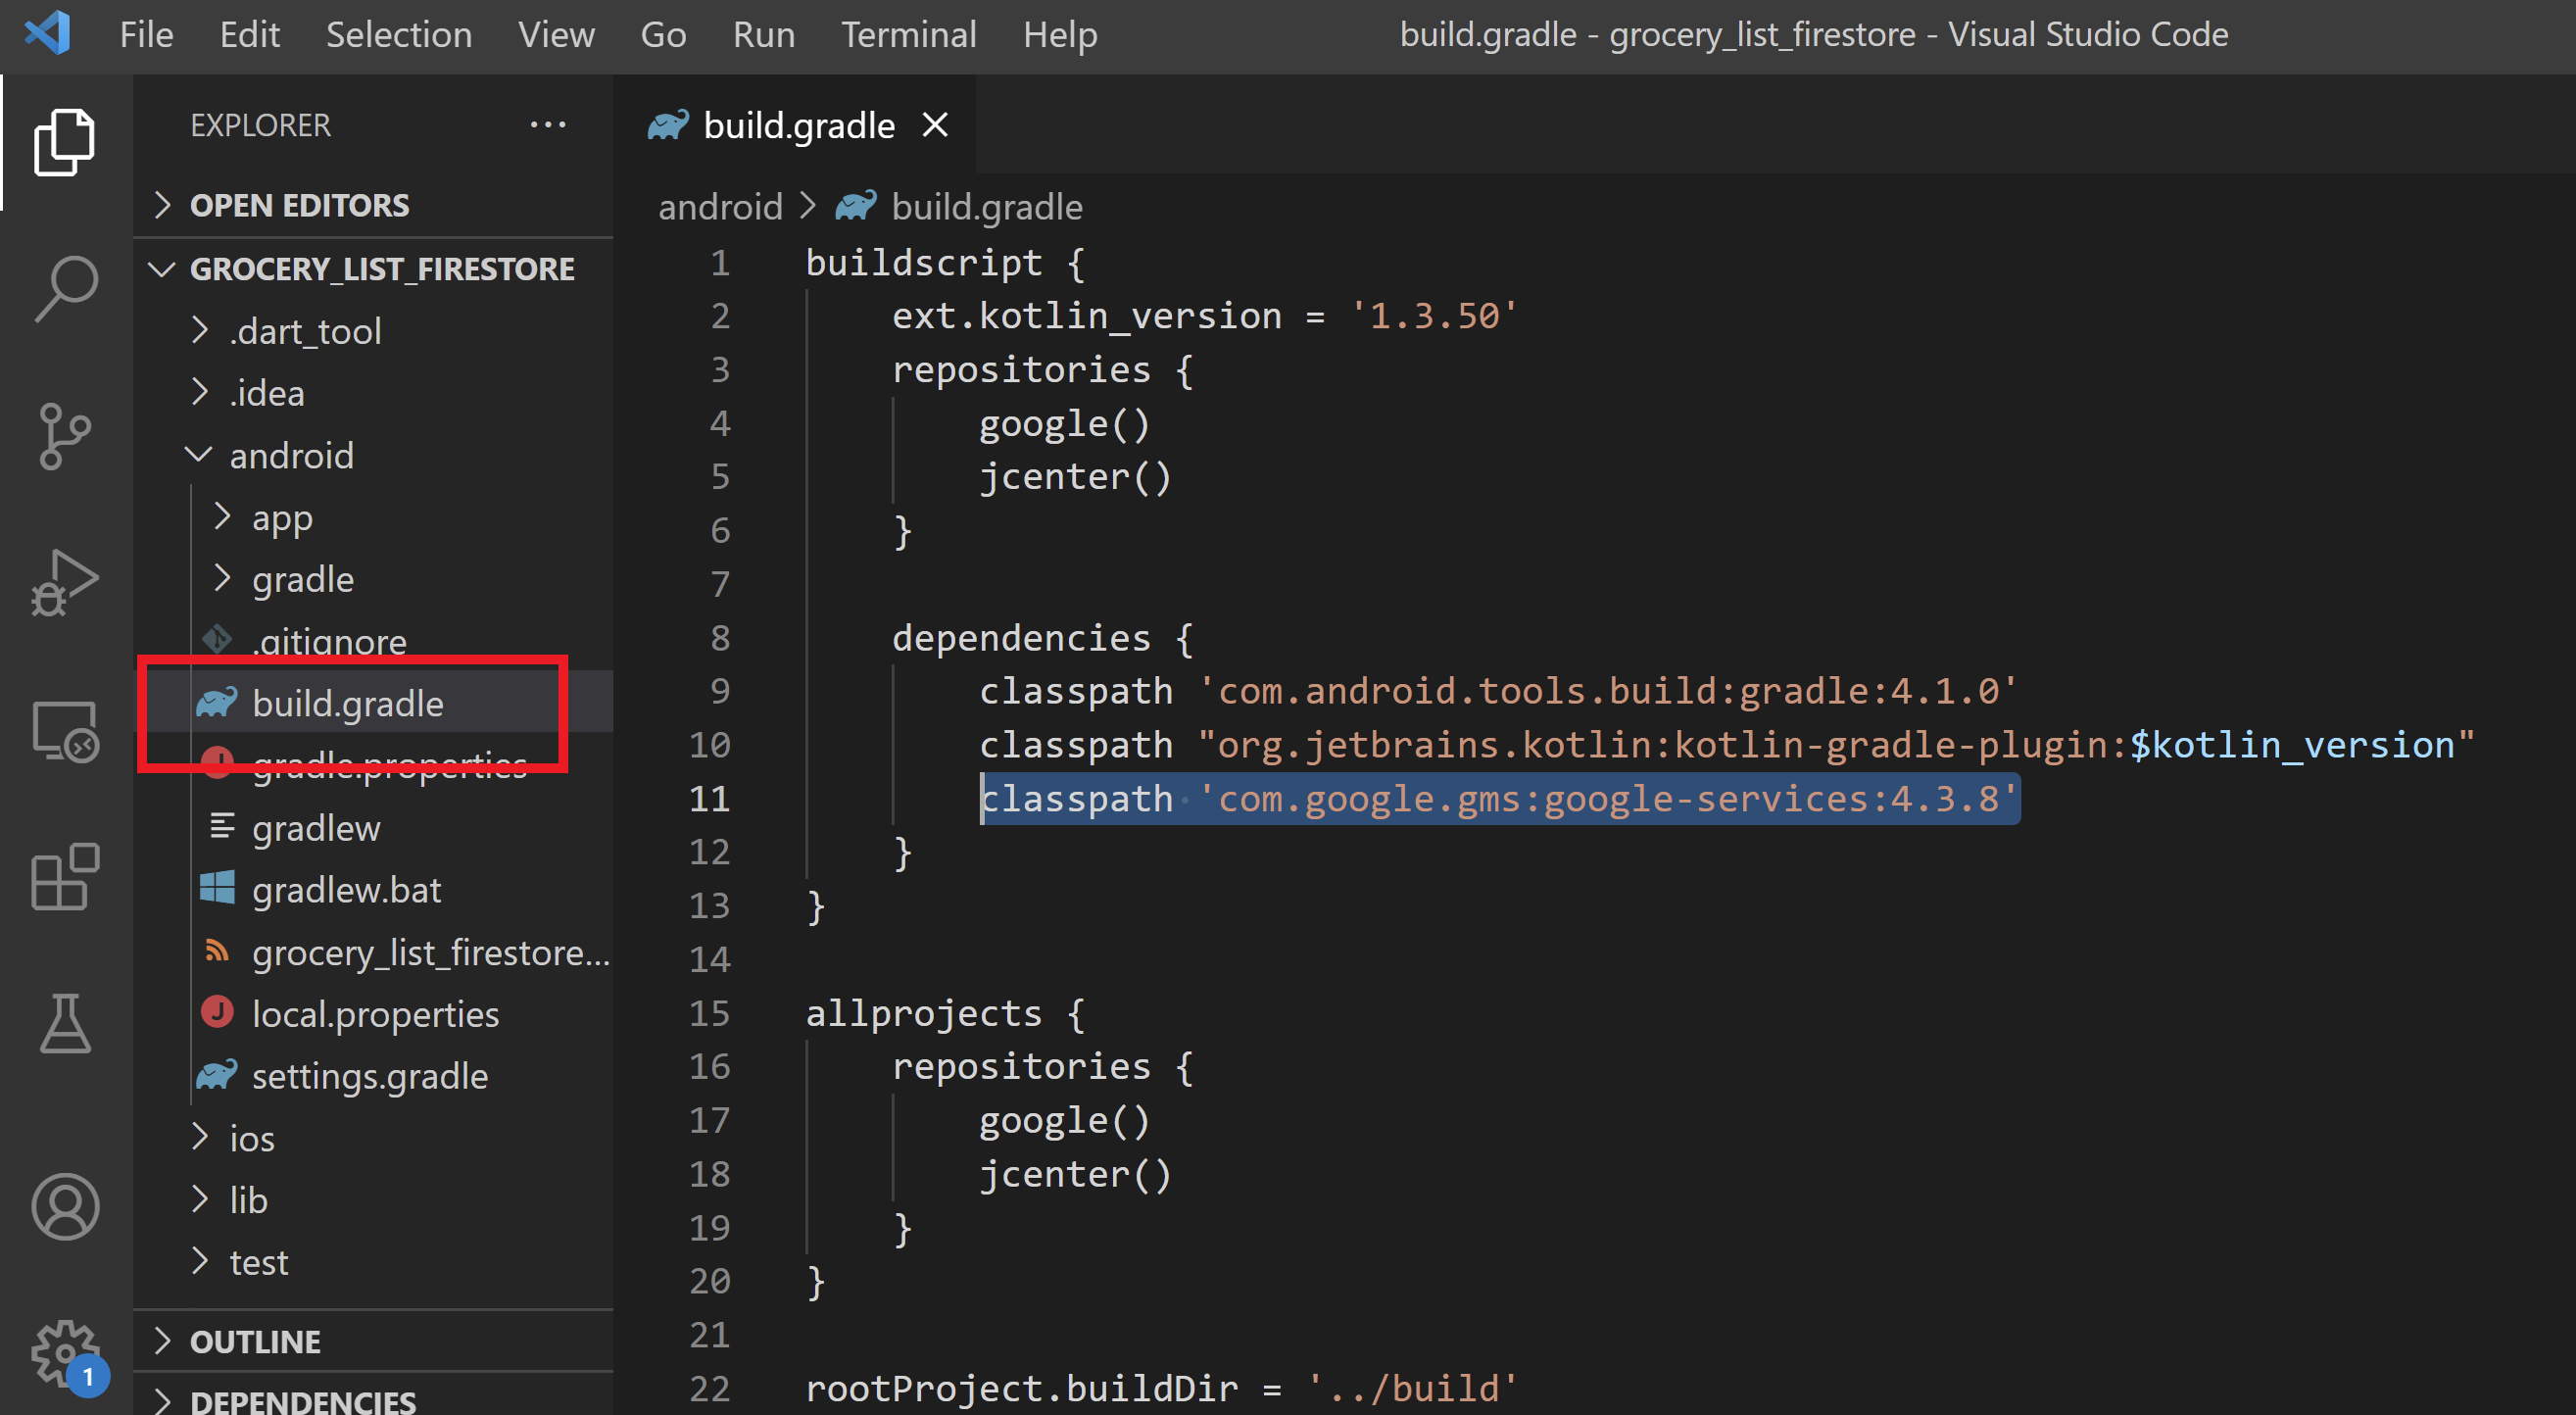 File Edit Selection View Go Run Terminal Help
build.gradle - grocery_list_firestore - Visual Studio Code
EXPLORER ···
OPEN EDITORS
GROCERY_LIST_FIRESTORE
.dart_tool
.idea
android
app
gradle
.gitignore
build.gradle
gradle.properties
gradlew
gradlew.bat
grocery_list_firestore...
local.properties
settings.gradle
ios
lib
test
OUTLINE
DEPENDENCIES
1
build.gradle
android > build.gradle
1 buildscript {
2     ext.kotlin_version = '1.3.50'
3     repositories {
4         google()
5         jcenter()
6     }
7
8     dependencies {
9         classpath 'com.android.tools.build:gradle:4.1.0'
10         classpath "org.jetbrains.kotlin:kotlin-gradle-plugin:$kotlin_version"
11         classpath 'com.google.gms:google-services:4.3.8'
12     }
13 }
14
15 allprojects {
16     repositories {
17         google()
18         jcenter()
19     }
20 }
21
22 rootProject.buildDir = '../build'